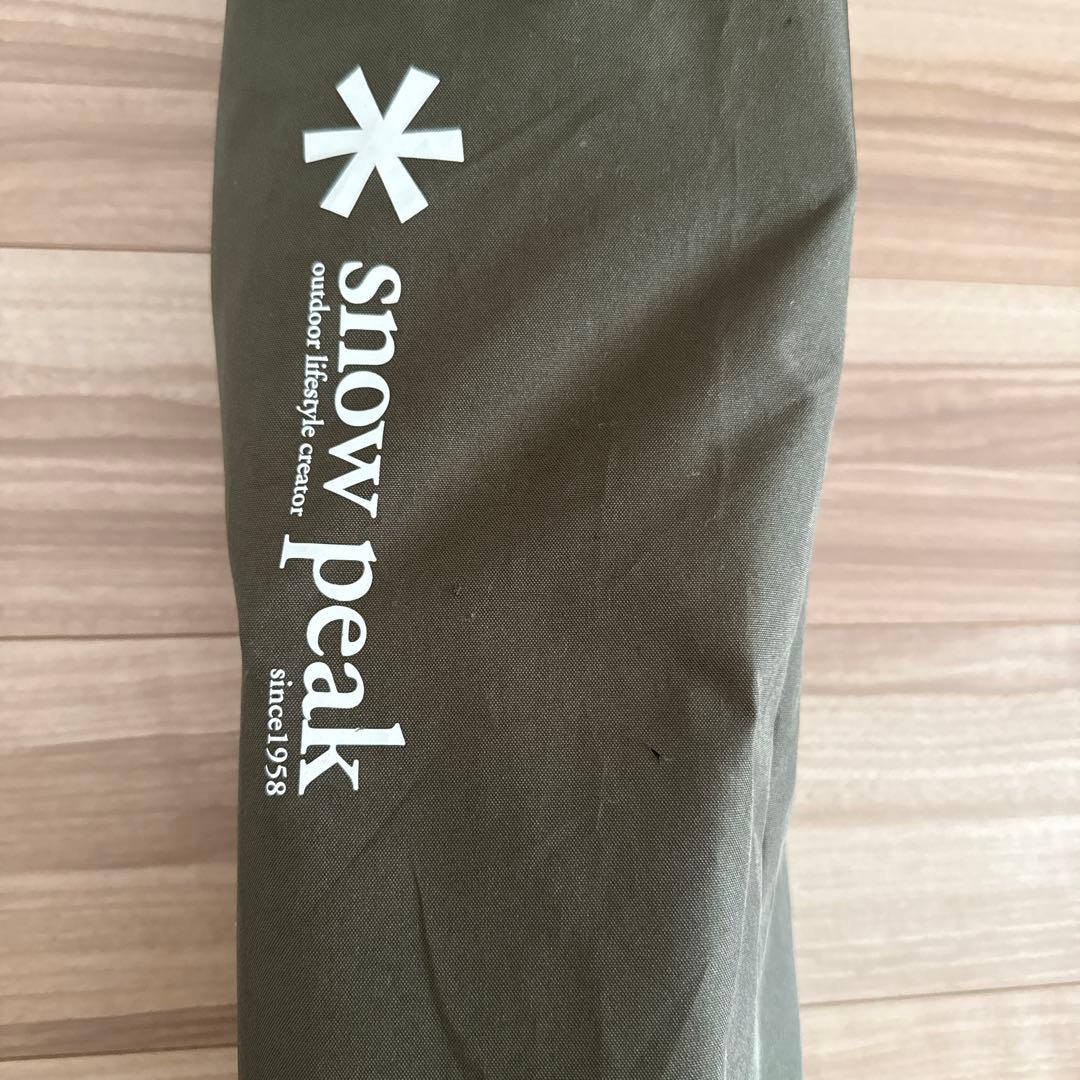 snow peak
outdoor lifestyle creator
since1958